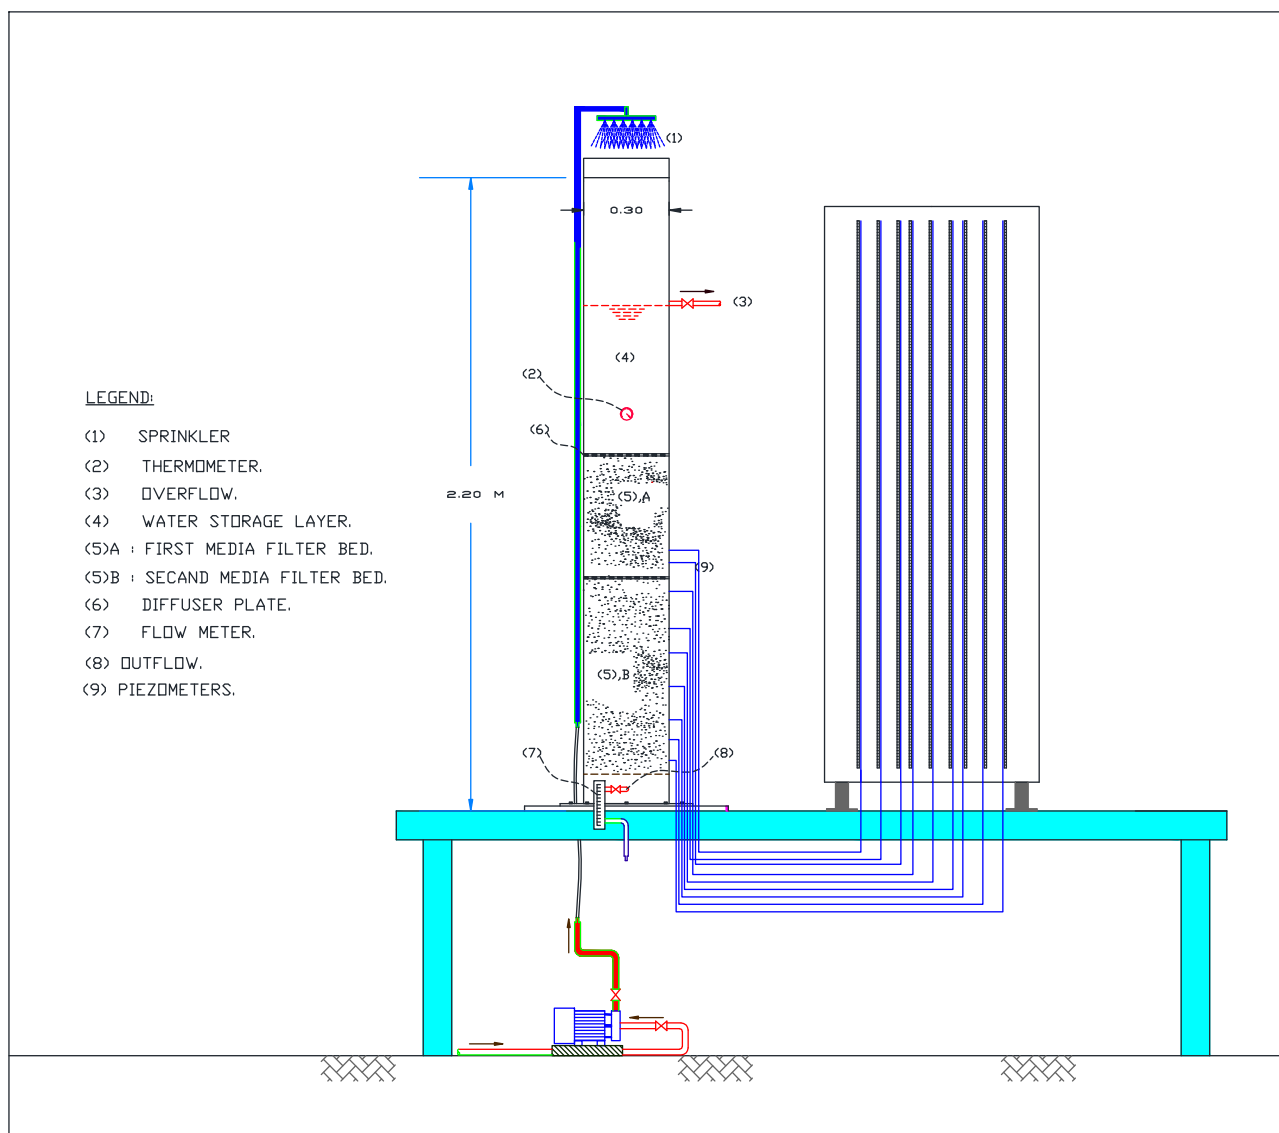 (1)
0.30
(3)
(4)
(2)
LEGEND:
(6)
(1) SPRINKLER
(2) THERMOMETER.
(3) OVERFLOW.
2.20 M
(5),A
(4) WATER STORAGE LAYER.
(5)A : FIRST MEDIA FILTER BED.
(9)
(5)B : SECAND MEDIA FILTER BED.
(6) DIFFUSER PLATE.
(7) FLOW METER.
(8) OUTFLOW.
(5),B
(9) PIEZOMETERS.
(7)
(8)